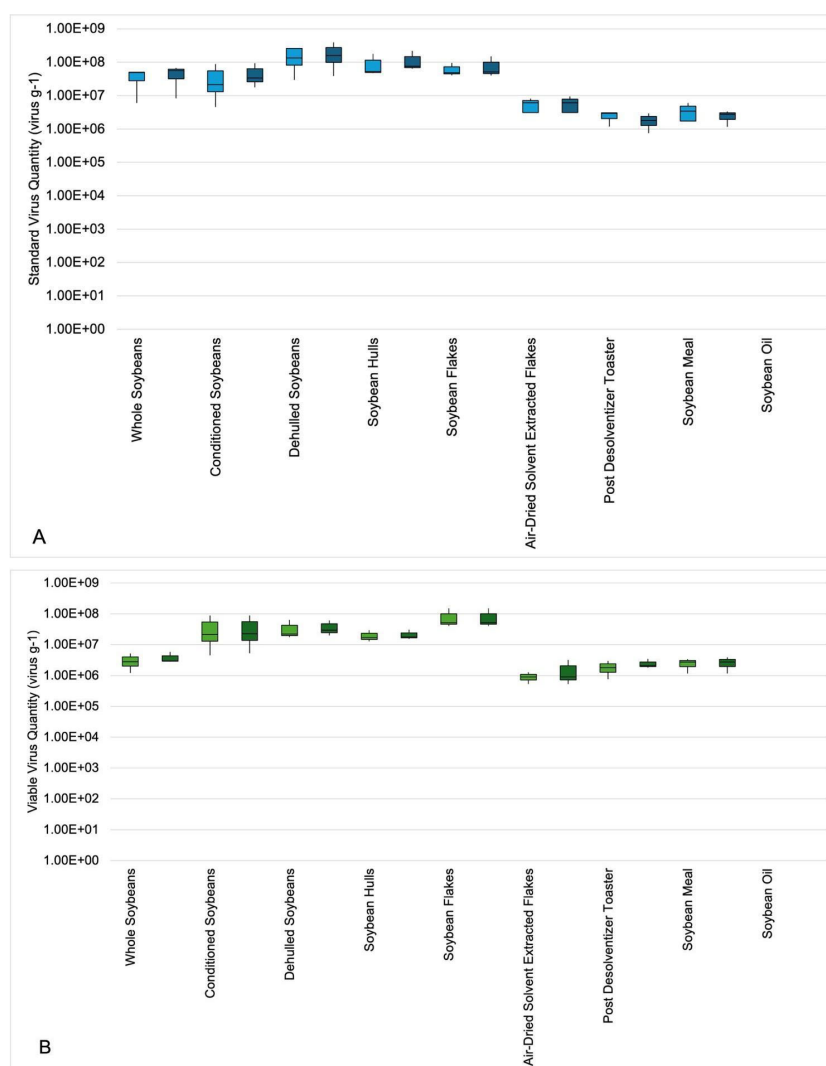 Standard Virus Quantity (virus g-1)
1.00E+09
1.00E+08
1.00E+07
1.00E+06
1.00E+05
1.00E+04
1.00E+03
1.00E+02
1.00E+01
1.00E+00
Whole Soybeans
Conditioned Soybeans
Dehulled Soybeans
Soybean Hulls
Soybean Flakes
Air-Dried Solvent Extracted Flakes
Post Desolventizer Toaster
Soybean Meal
Soybean Oil
A
Viable Virus Quantity (virus g-1)
1.00E+09
1.00E+08
1.00E+07
1.00E+06
1.00E+05
1.00E+04
1.00E+03
1.00E+02
1.00E+01
1.00E+00
Whole Soybeans
Conditioned Soybeans
Dehulled Soybeans
Soybean Hulls
Soybean Flakes
Air-Dried Solvent Extracted Flakes
Post Desolventizer Toaster
Soybean Meal
Soybean Oil
B